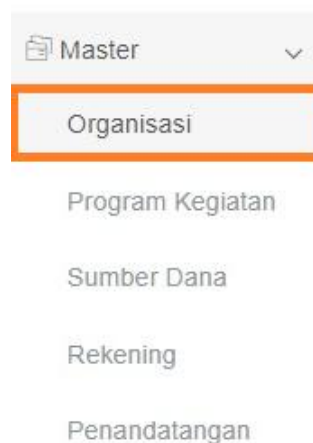 Master
Organisasi
Program Kegiatan
Sumber Dana
Rekening
Penandatangan